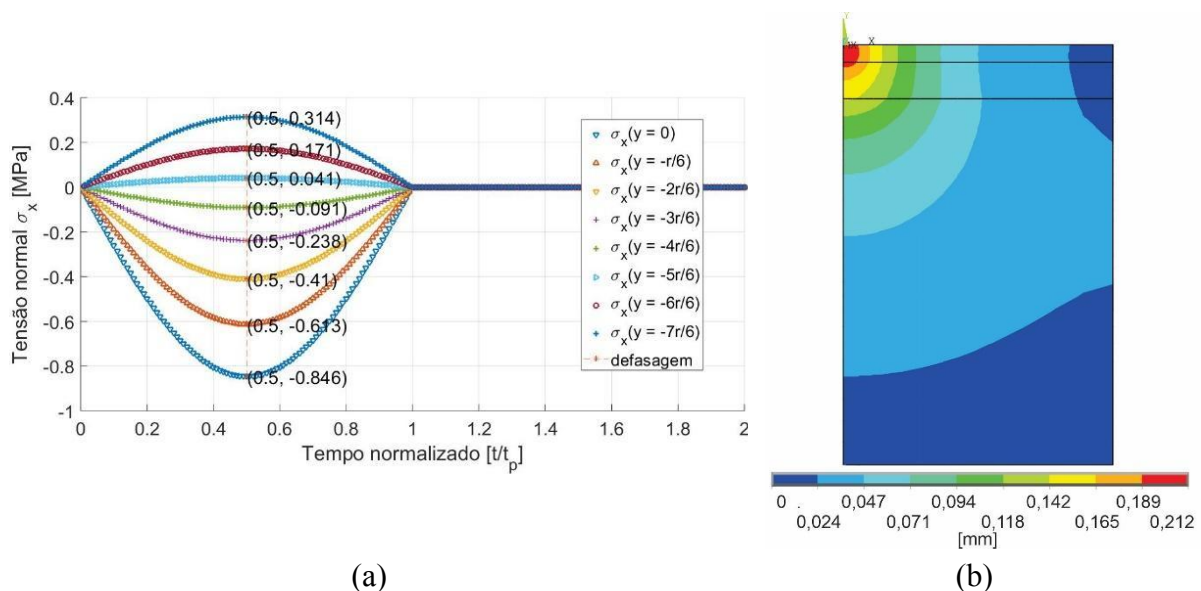 0.4
0.2
0
-0.2
-0.4
-0.6
-0.8
-1
Tensão normal σx [MPa]
(0.5, 0.314)
(0.5, 0.171)
(0.5, 0.041)
(0.5, -0.091)
(0.5, -0.238)
(0.5, -0.41)
(0.5, -0.613)
(0.5, -0.846)
σx(y = 0)
σx(y = -r/6)
σx(y = -2r/6)
σx(y = -3r/6)
σx(y = -4r/6)
σx(y = -5r/6)
σx(y = -6r/6)
σx(y = -7r/6)
defasagem
0 0.2 0.4 0.6 0.8 1 1.2 1.4 1.6 1.8 2
Tempo normalizado [t/tp]
(a)
Y
X
0 0,047 0,094 0,142 0,189
0,024 0,071 0,118 0,165 0,212
[mm]
(b)